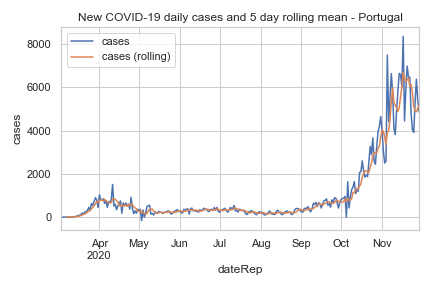 New COVID-19 daily cases and 5 day rolling mean - Portugal
cases
cases (rolling)
8000
6000
4000
2000
0
cases
Apr May Jun Jul Aug Sep Oct Nov
2020
dateRep